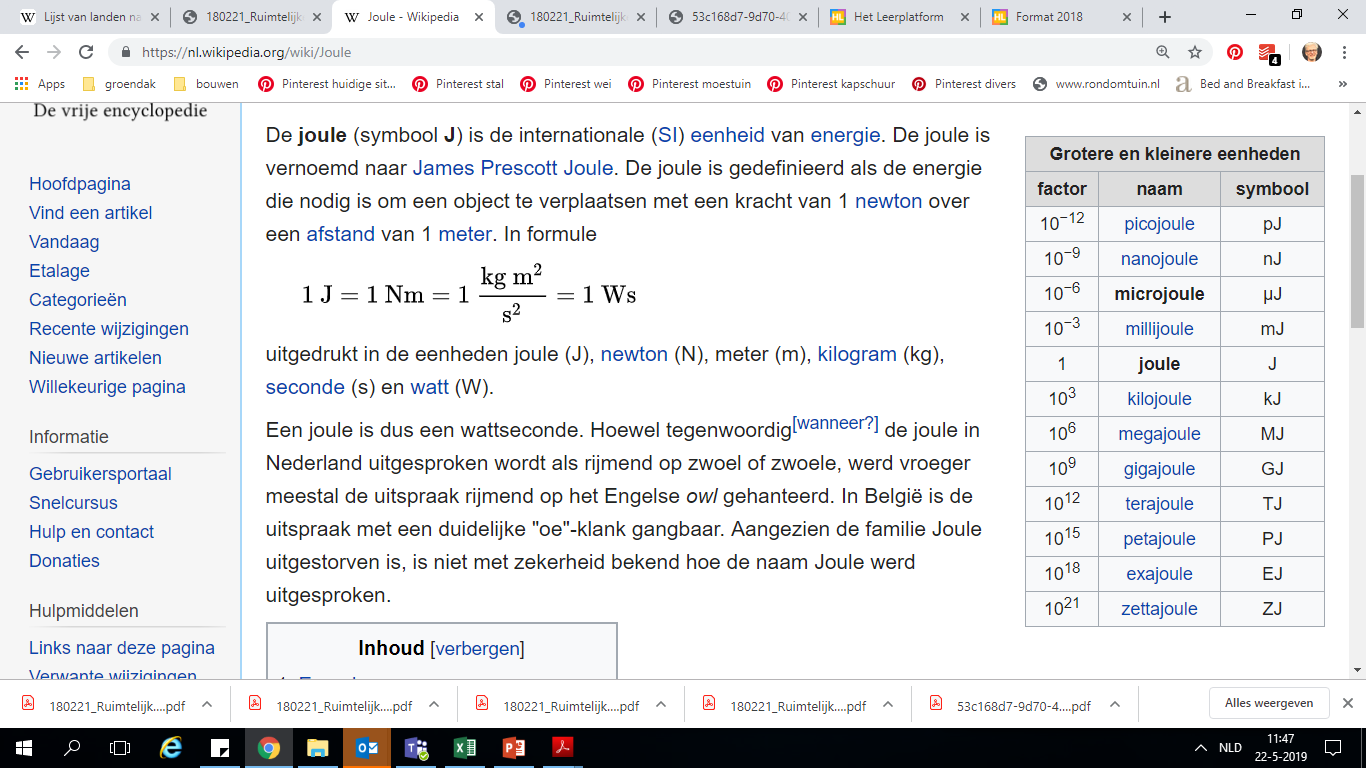 Lijst van landen na
180221_Ruimtelijk
Joule - Wikipedia
180221_Ruimtelijk
53c168d7-9d70-4
Het Leerplatform
Format 2018
https://nl.wikipedia.org/wiki/Joule
4
Apps
groendak
bouwen
Pinterest huidige sit...
Pinterest stal
Pinterest wei
Pinterest moestuin
Pinterest kapschuur
Pinterest divers
www.rondomtuin.nl
Bed and Breakfast i...
De vrije encyclopedie
Hoofdpagina
Vind een artikel
Vandaag
Etalage
Categorieën
Recente wijzigingen
Nieuwe artikelen
Willekeurige pagina
Informatie
Gebruikersportaal
Snelcursus
Hulp en contact
Donaties
Hulpmiddelen
Links naar deze pagina
Verwante wijzigingen
De joule (symbool J) is de internationale (SI) eenheid van energie. De joule is
vernoemd naar James Prescott Joule. De joule is gedefinieerd als de energie
die nodig is om een object te verplaatsen met een kracht van 1 newton over
een afstand van 1 meter. In formule
1 J = 1 Nm = 1 kg m² / s² = 1 Ws
uitgedrukt in de eenheden joule (J), newton (N), meter (m), kilogram (kg),
seconde (s) en watt (W).
Een joule is dus een wattseconde. Hoewel tegenwoordig[wanneer?] de joule in
Nederland uitgesproken wordt als rijmend op zwoel of zwoele, werd vroeger
meestal de uitspraak rijmend op het Engelse owl gehanteerd. In België is de
uitspraak met een duidelijke "oe"-klank gangbaar. Aangezien de familie Joule
uitgestorven is, is niet met zekerheid bekend hoe de naam Joule werd
uitgesproken.
Inhoud [verbergen]
Grotere en kleinere eenheden
factor naam symbool
10⁻¹² picojoule pJ
10⁻⁹ nanojoule nJ
10⁻⁶ microjoule µJ
10⁻³ millijoule mJ
1 joule J
10³ kilojoule kJ
10⁶ megajoule MJ
10⁹ gigajoule GJ
10¹² terajoule TJ
10¹⁵ petajoule PJ
10¹⁸ exajoule EJ
10²¹ zettajoule ZJ
180221_Ruimtelijk....pdf
180221_Ruimtelijk....pdf
180221_Ruimtelijk....pdf
180221_Ruimtelijk....pdf
53c168d7-9d70-4....pdf
Alles weergeven
NLD
11:47
22-5-2019